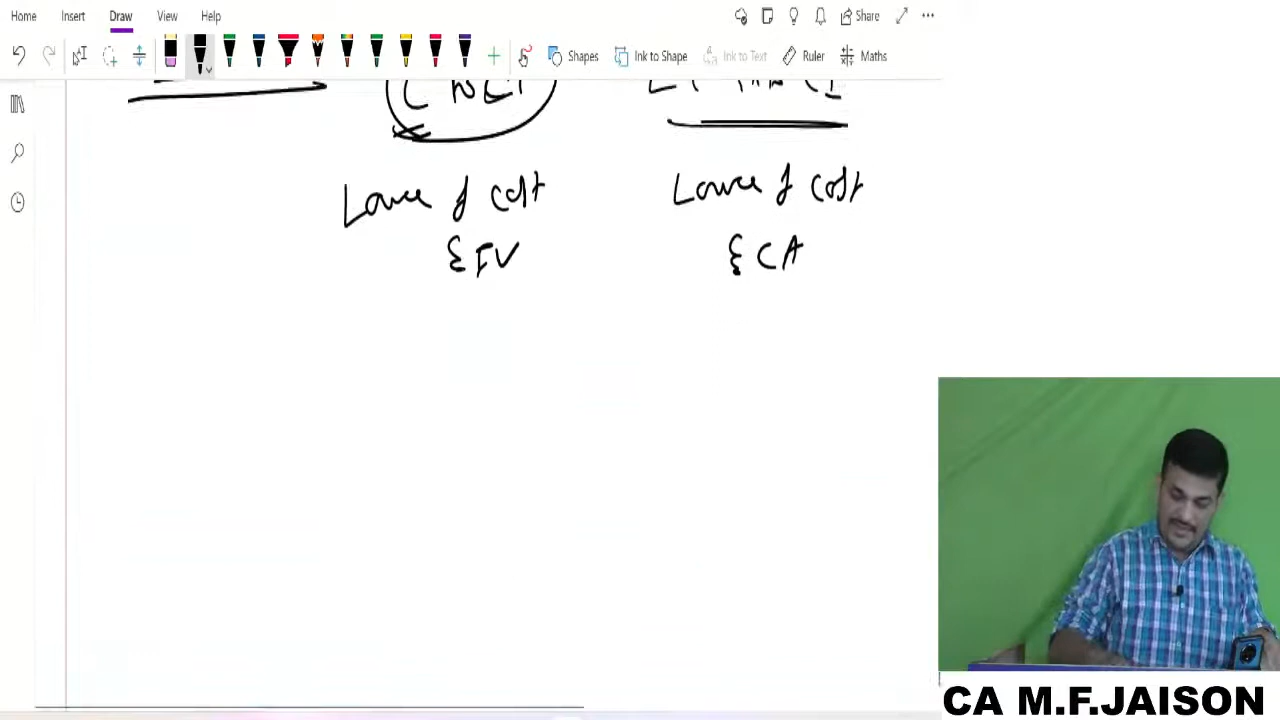 Home Insert Draw View Help Share
Shapes Ink to Shape Ink to Text Ruler Maths
Lower of Cost
& FV
Lower of Cost
& CA
CA M.F.JAISON